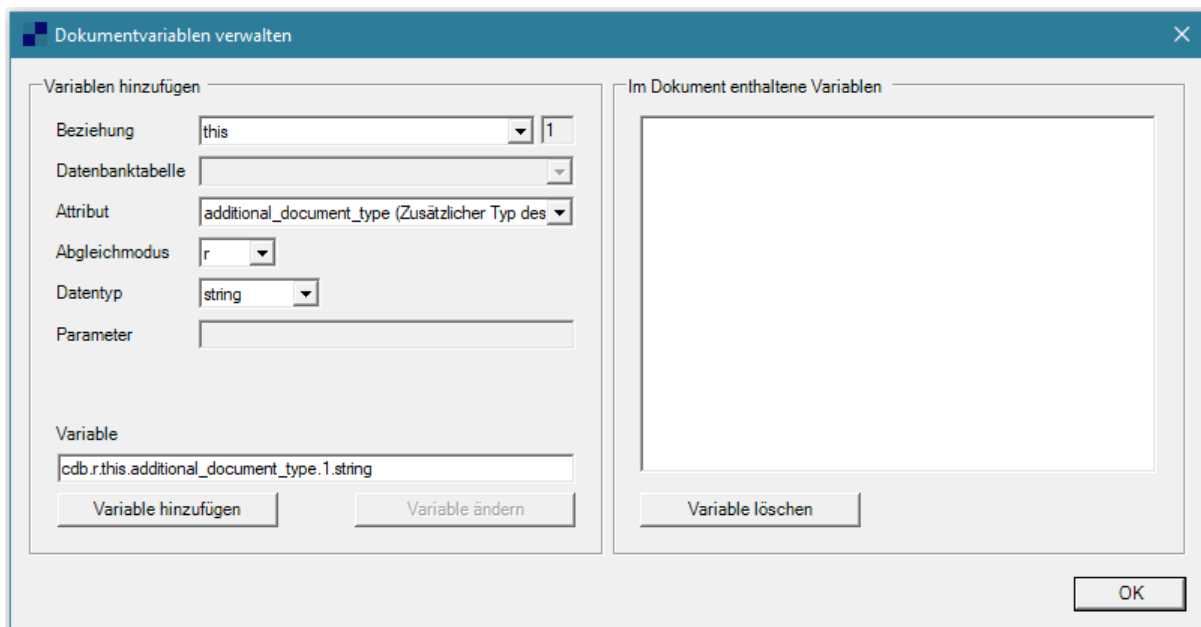 Dokumentvariablen verwalten
Variablen hinzufügen
Beziehung this 1
Datenbanktabelle
Attribut additional_document_type (Zusätzlicher Typ des
Abgleichmodus r
Datentyp string
Parameter
Variable
cdb.r.this.additional_document_type.1.string
Variable hinzufügen Variable ändern
Im Dokument enthaltene Variablen
Variable löschen
OK